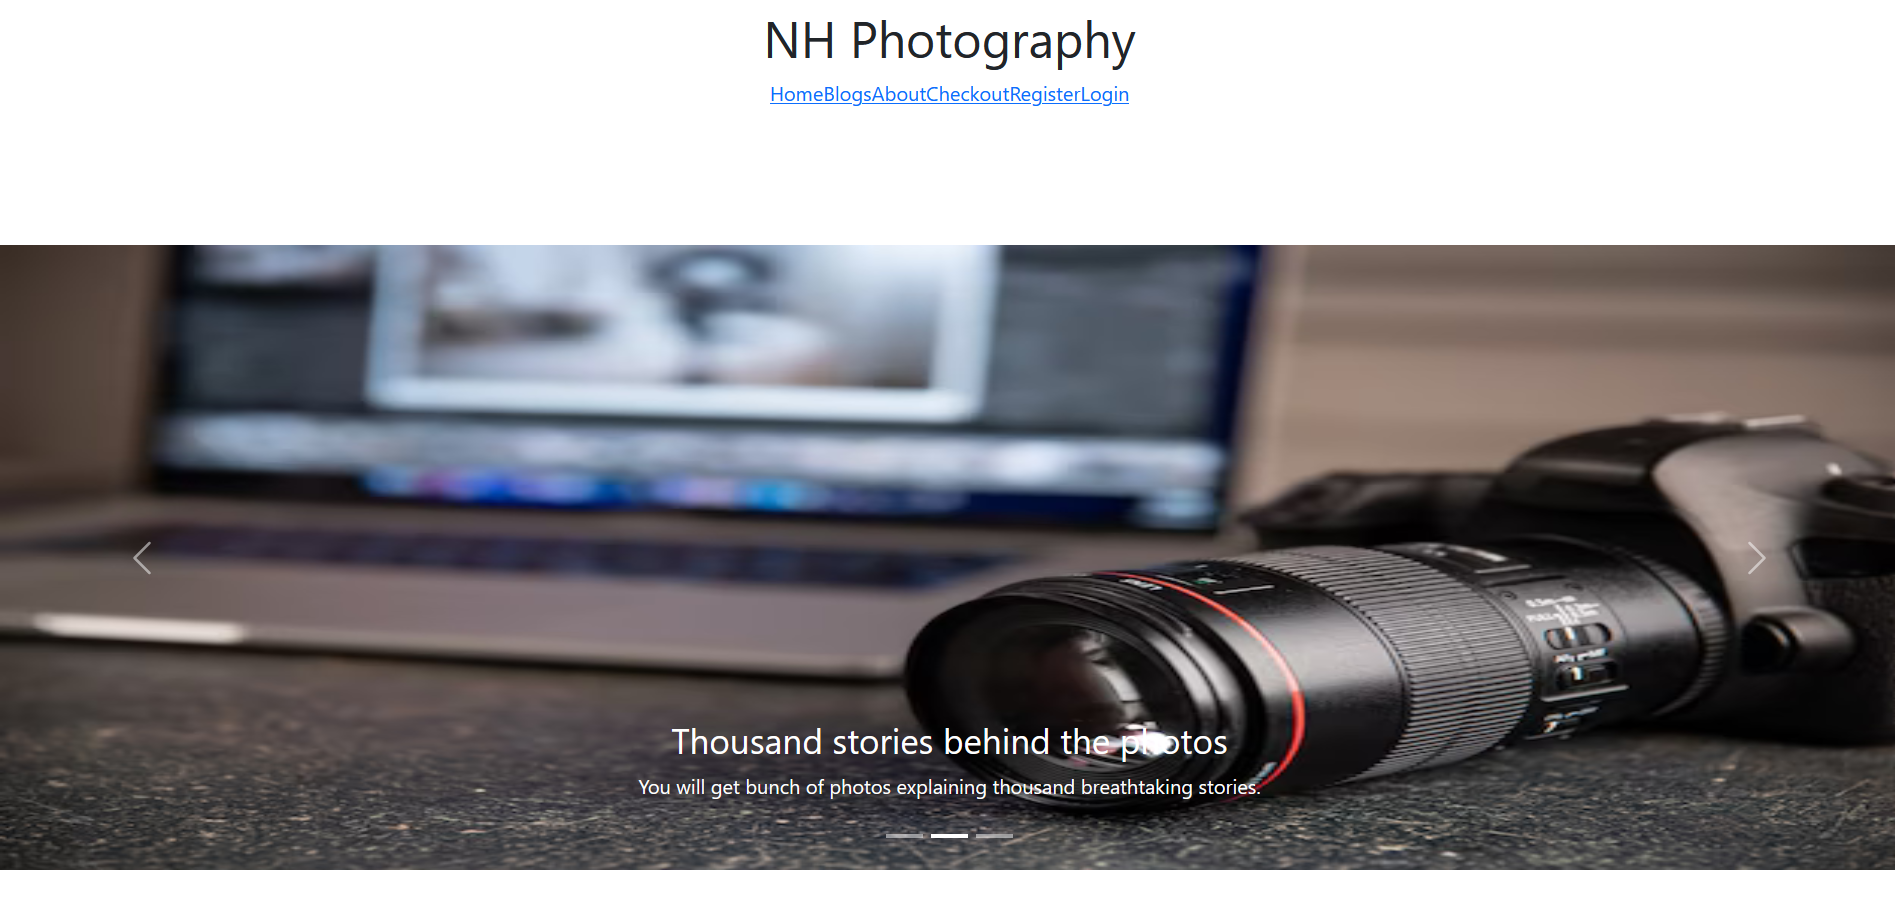 NH Photography
HomeBlogsAboutCheckoutRegisterLogin
Thousand stories behind the photos
You will get bunch of photos explaining thousand breathtaking stories.